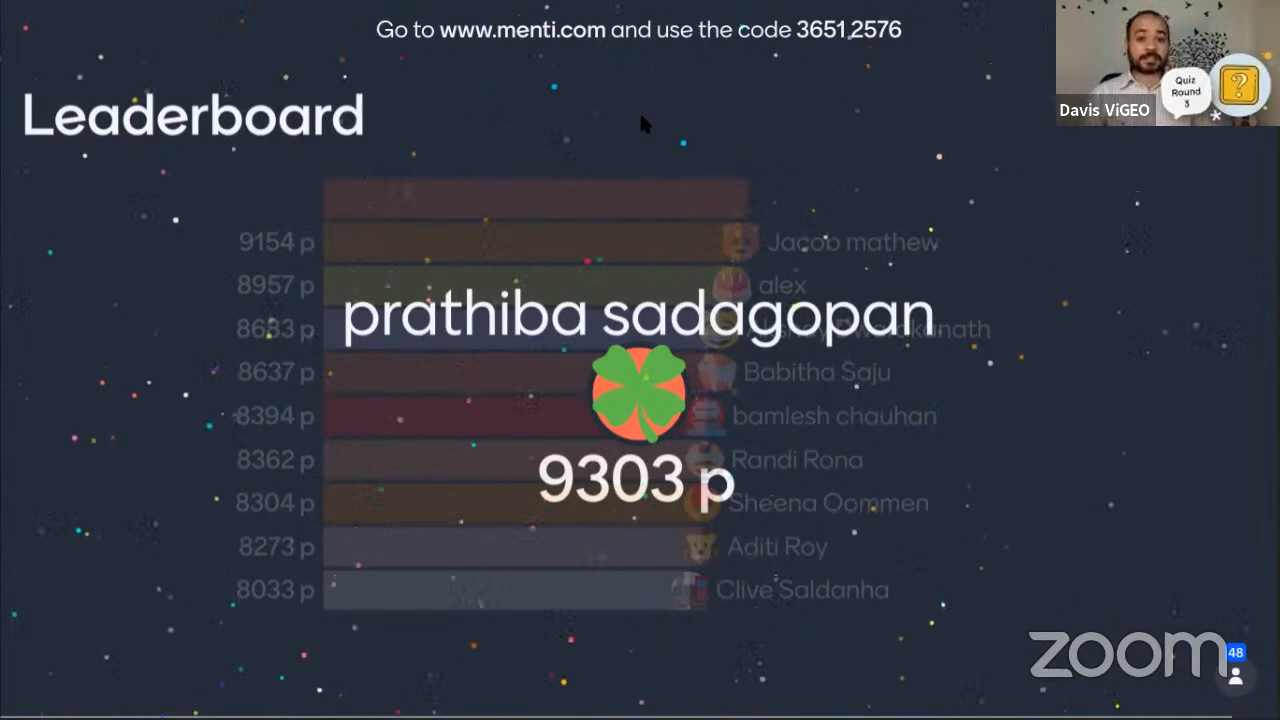 Go to www.menti.com and use the code 3651 2576
Leaderboard
Quiz
Round
3
Davis ViGEO
9154 p Jacob mathew
8957 p alex
prathiba sadagopan
8683 p
8637 p Babitha Saju
8394 p bamlesh chauhan
8362 p Randi Rona
9303 p
8304 p Sheena Oommen
8273 p Aditi Roy
8033 p Clive Saldanha
zoom
48